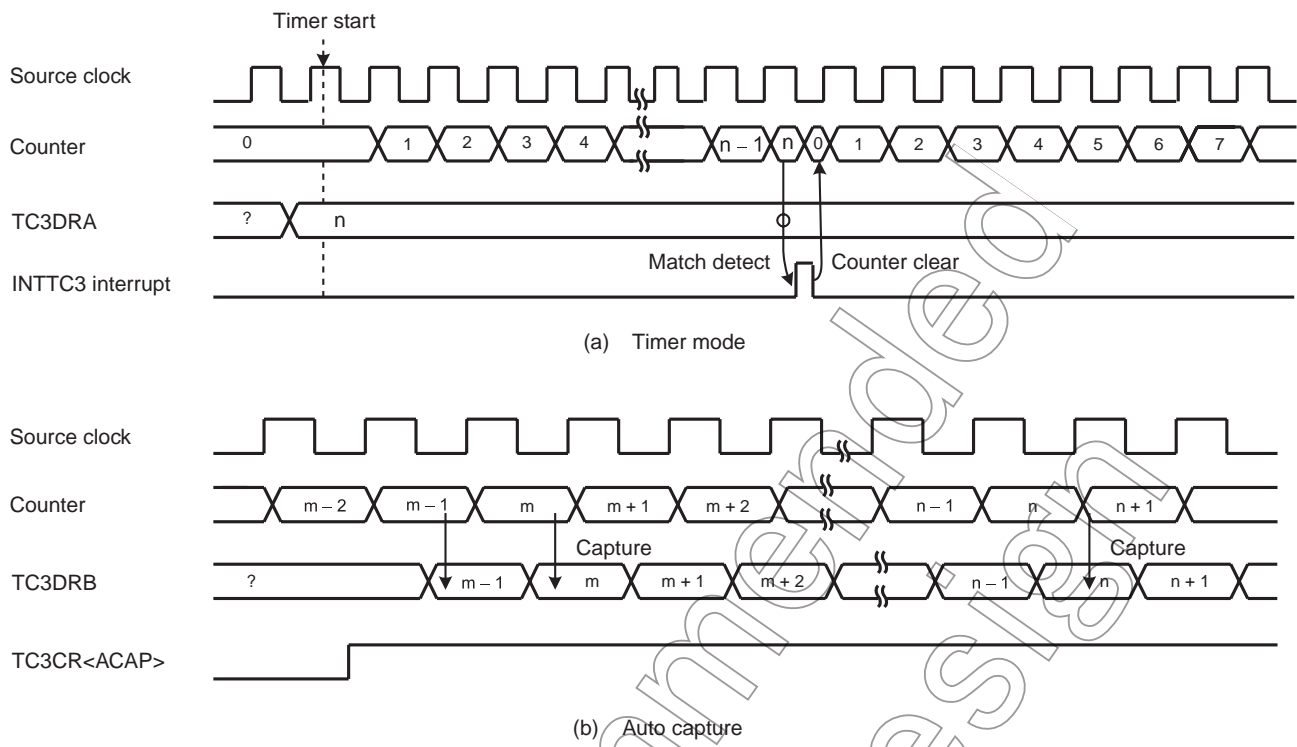 Timer start
Source clock
Counter 0 1 2 3 4 n – 1 n 0 1 2 3 4 5 6 7
TC3DRA ? n
Match detect Counter clear
INTTC3 interrupt
(a) Timer mode
Source clock
Counter m – 2 m – 1 m m + 1 m + 2 n – 1 n n + 1
Capture Capture
TC3DRB ? m – 1 m m + 1 m + 2 n – 1 n n + 1
TC3CR<ACAP>
(b) Auto capture